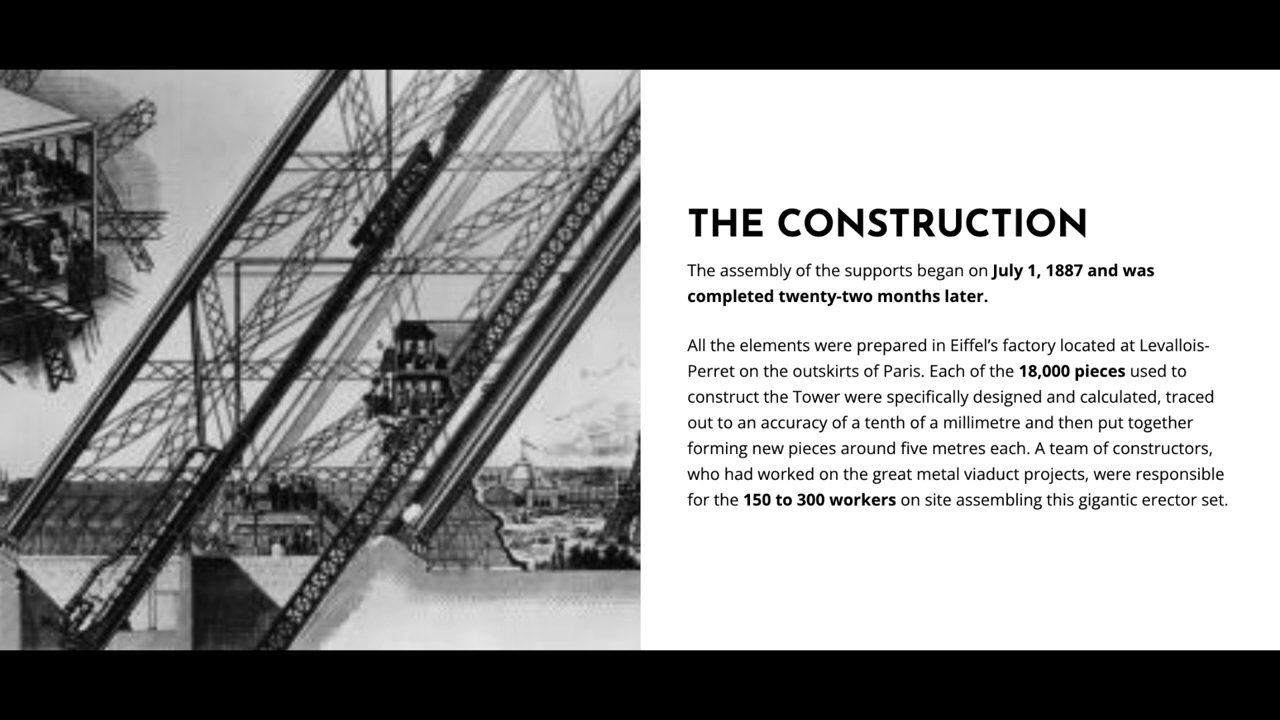 THE CONSTRUCTION
The assembly of the supports began on July 1, 1887 and was
completed twenty-two months later.
All the elements were prepared in Eiffel’s factory located at Levallois-
Perret on the outskirts of Paris. Each of the 18,000 pieces used to
construct the Tower were specifically designed and calculated, traced
out to an accuracy of a tenth of a millimetre and then put together
forming new pieces around five metres each. A team of constructors,
who had worked on the great metal viaduct projects, were responsible
for the 150 to 300 workers on site assembling this gigantic erector set.